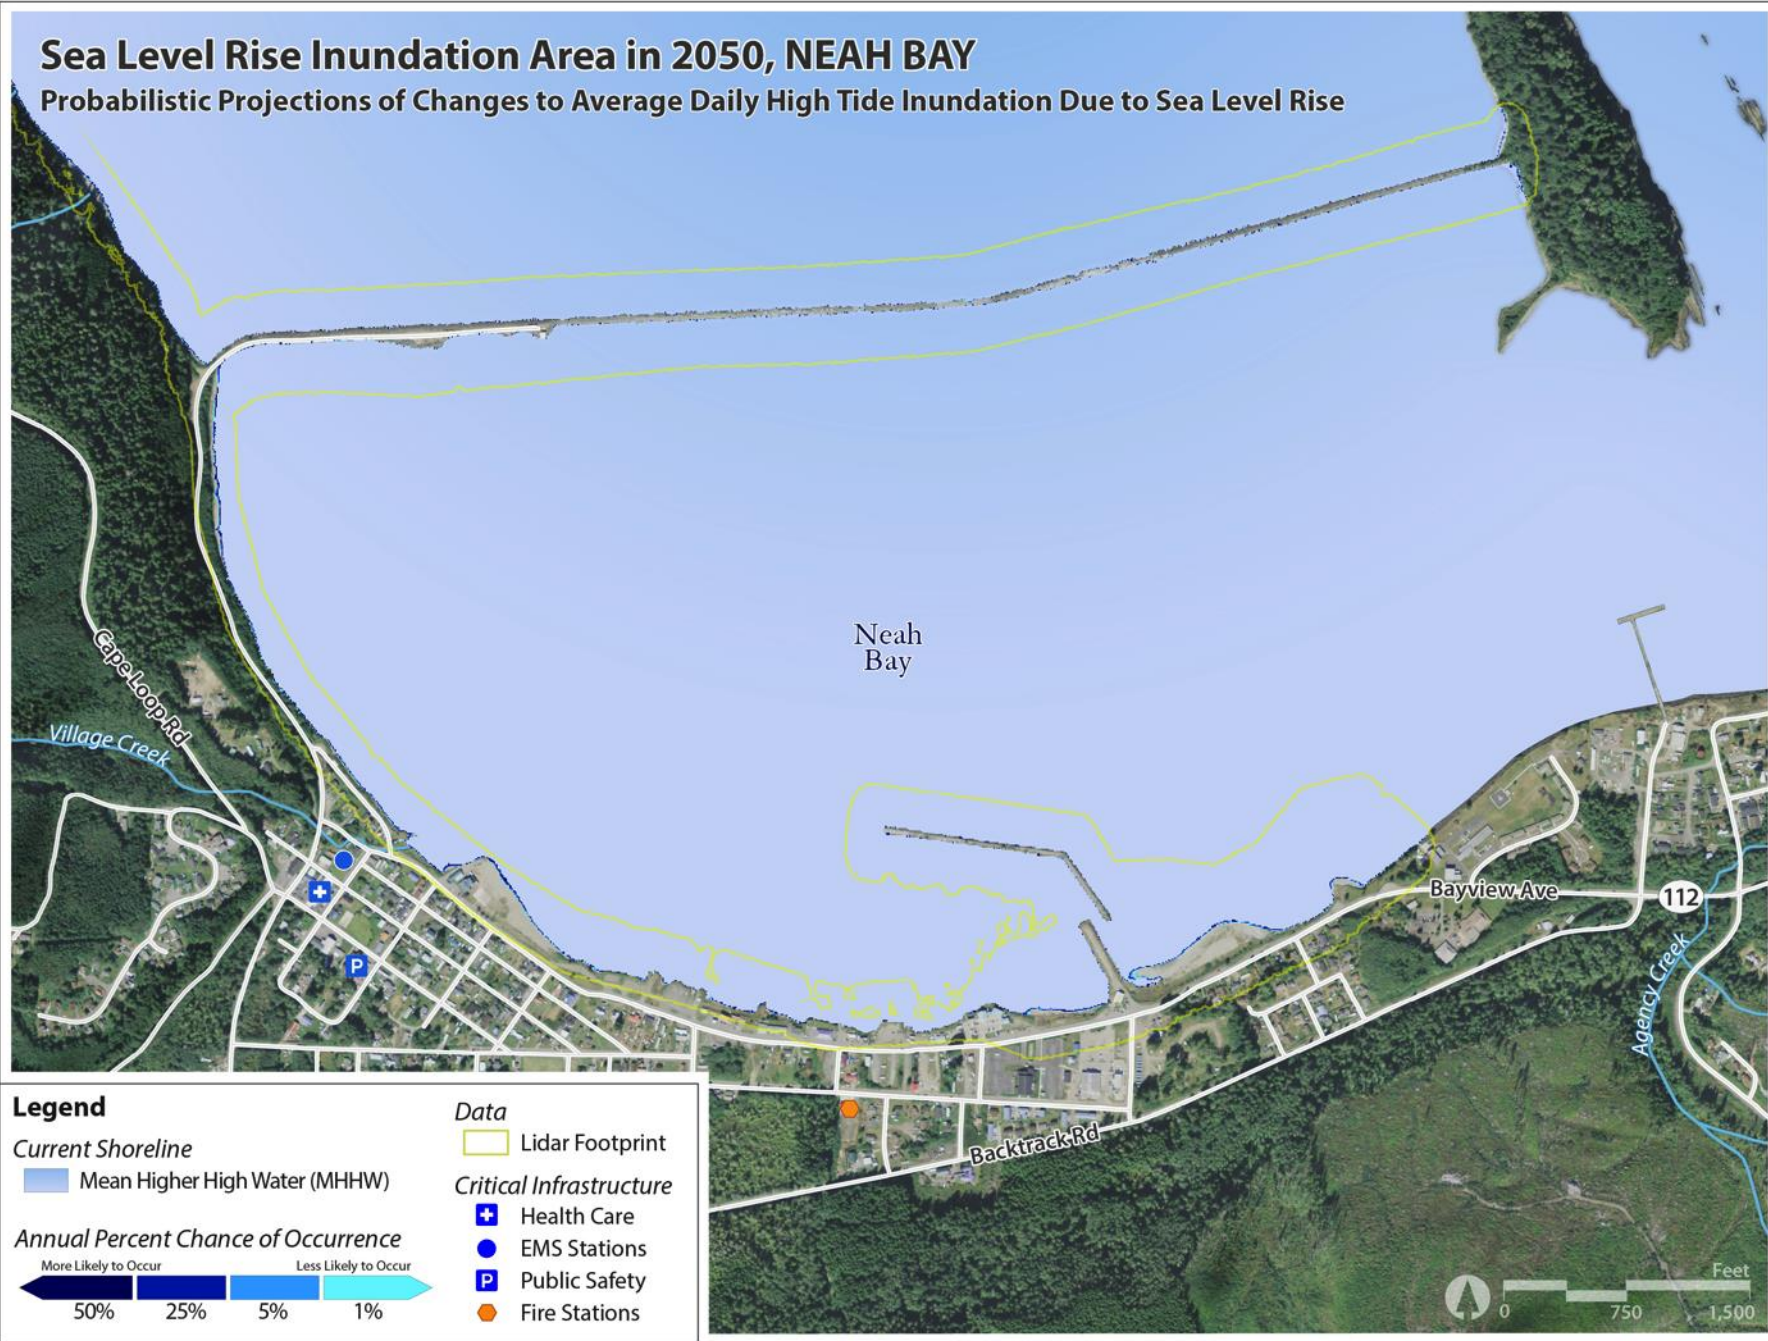 Sea Level Rise Inundation Area in 2050, NEAH BAY
Probabilistic Projections of Changes to Average Daily High Tide Inundation Due to Sea Level Rise
Neah
Bay
Cape Loop Rd
Village Creek
P
Bayview Ave
112
Agency Creek
Backtrack Rd
Legend
Current Shoreline
Mean Higher High Water (MHHW)
Annual Percent Chance of Occurrence
More Likely to Occur
Less Likely to Occur
50%
25%
5%
1%
Data
Lidar Footprint
Critical Infrastructure
Health Care
EMS Stations
P Public Safety
Fire Stations
Feet
0
750
1,500